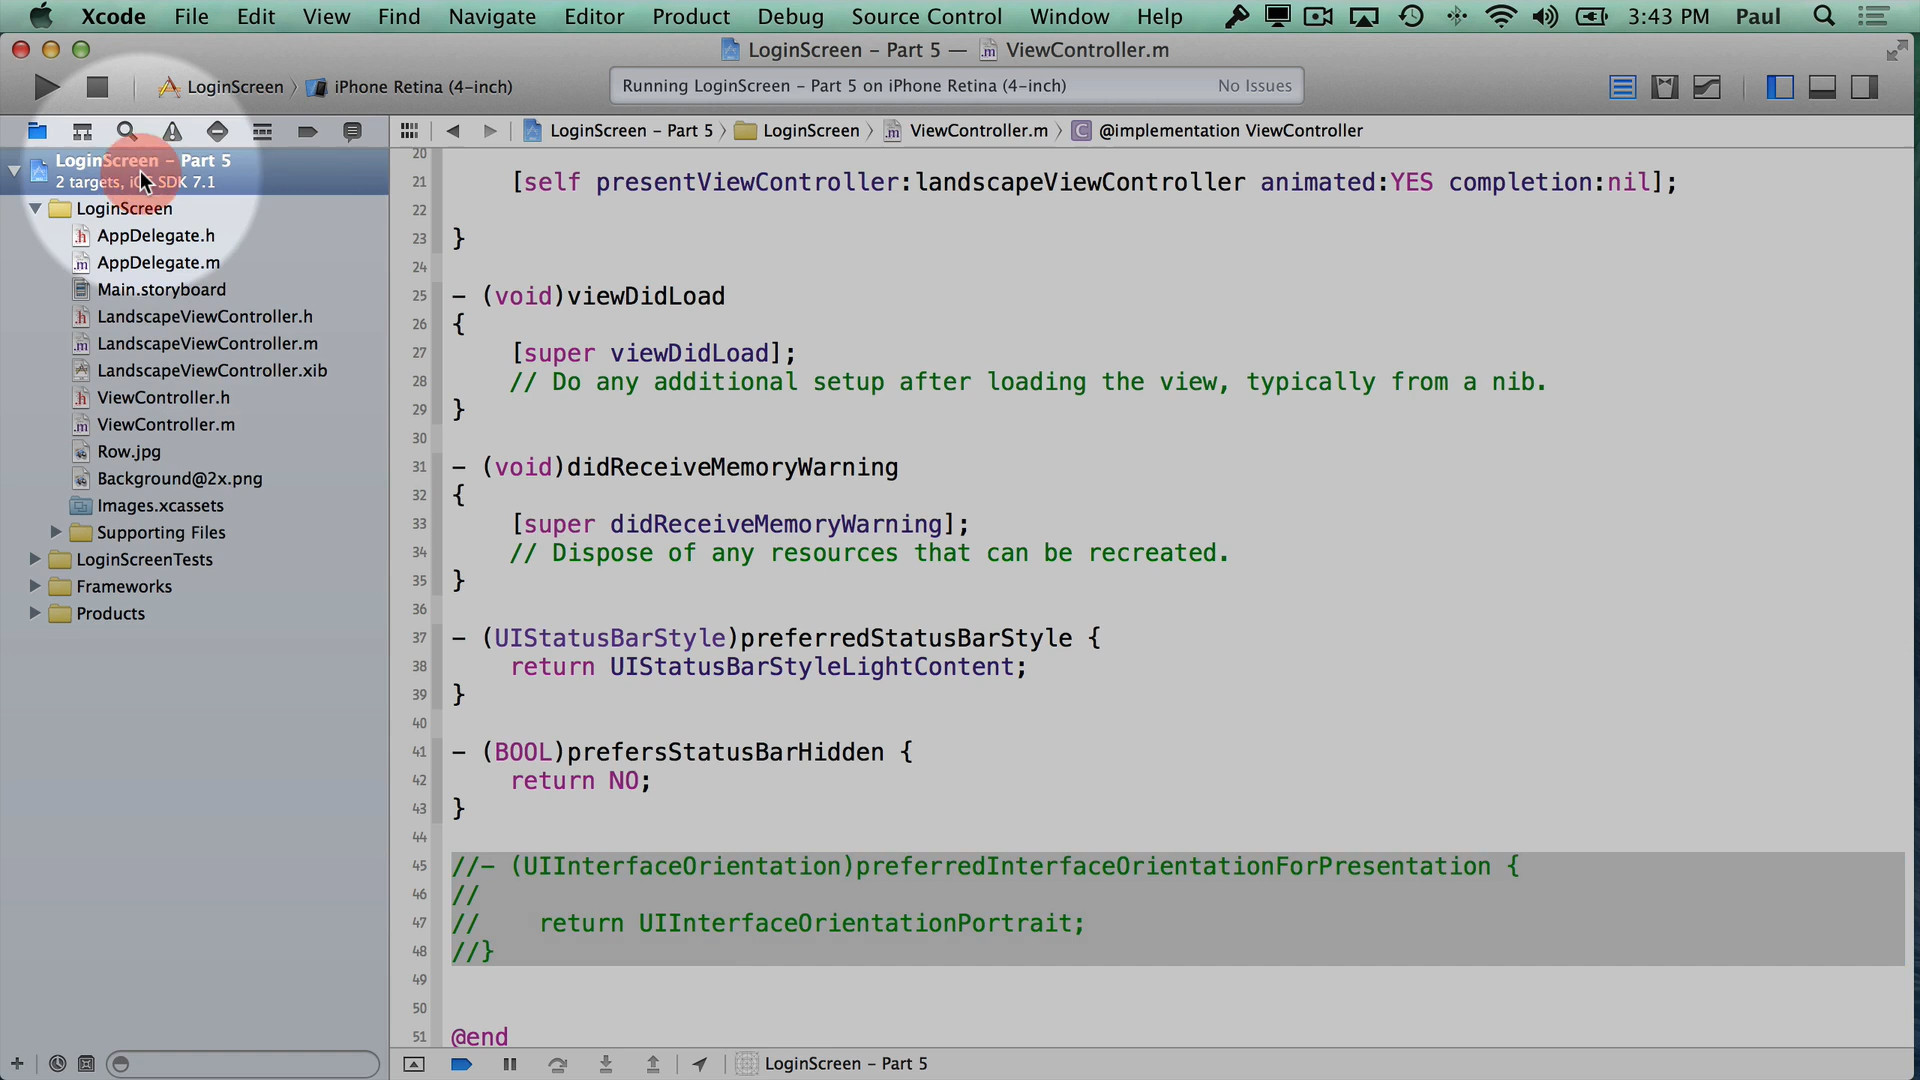 Xcode File Edit View Find Navigate Editor Product Debug Source Control Window Help 3:43 PM Paul
LoginScreen – Part 5 — ViewController.m
LoginScreen iPhone Retina (4-inch) Running LoginScreen – Part 5 on iPhone Retina (4-inch) No Issues
LoginScreen – Part 5 LoginScreen ViewController.m @implementation ViewController
LoginScreen – Part 5
2 targets, iOS SDK 7.1
LoginScreen
AppDelegate.h
AppDelegate.m
Main.storyboard
LandscapeViewController.h
LandscapeViewController.m
LandscapeViewController.xib
ViewController.h
ViewController.m
Row.jpg
Background@2x.png
Images.xcassets
Supporting Files
LoginScreenTests
Frameworks
Products
20
21 [self presentViewController:landscapeViewController animated:YES completion:nil];
22
23 }
24
25 - (void)viewDidLoad
26 {
27 [super viewDidLoad];
28 // Do any additional setup after loading the view, typically from a nib.
29 }
30
31 - (void)didReceiveMemoryWarning
32 {
33 [super didReceiveMemoryWarning];
34 // Dispose of any resources that can be recreated.
35 }
36
37 - (UIStatusBarStyle)preferredStatusBarStyle {
38 return UIStatusBarStyleLightContent;
39 }
40
41 - (BOOL)prefersStatusBarHidden {
42 return NO;
43 }
44
45 //- (UIInterfaceOrientation)preferredInterfaceOrientationForPresentation {
46 //
47 // return UIInterfaceOrientationPortrait;
48 //}
49
50
51 @end
LoginScreen – Part 5